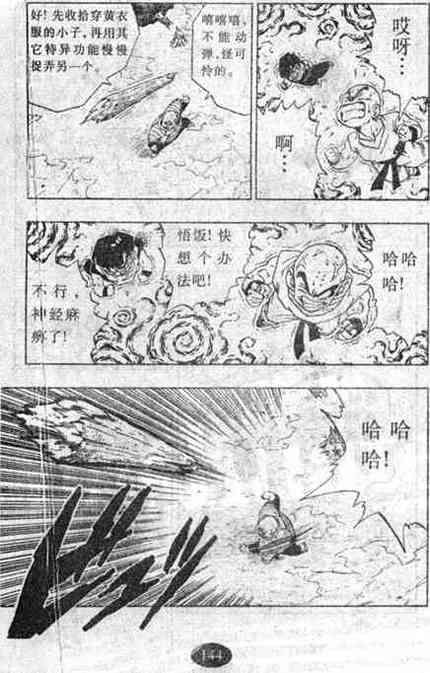 哎呀…
啊…
嘻嘻嘻,
不能动
弹,怪可
怜的。
好!先收拾穿黄衣
服的小子,再用其
它特异功能慢慢
捉弄另一个。
哈哈
哈!
悟饭!快
想个办
法吧!
不行,
神经麻
痹了!
哈哈
哈!
ビュッ
144